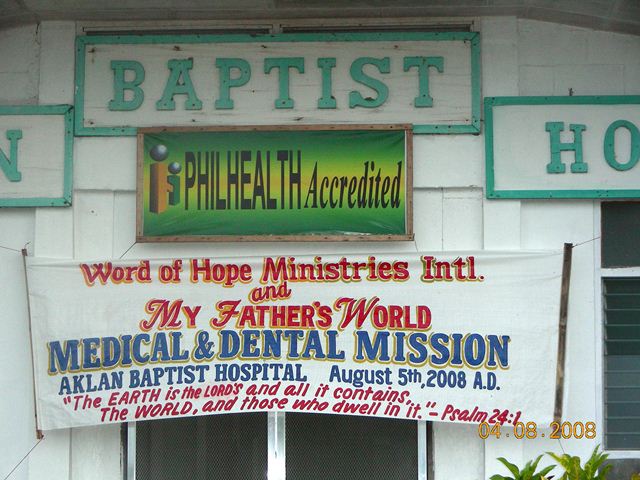 BAPTIST
N
HO
PHILHEALTH Accredited
Word of Hope Ministries Intl.
and
My Father's World
MEDICAL & DENTAL MISSION
AKLAN BAPTIST HOSPITAL August 5th, 2008 A.D.
"The EARTH is the LORD'S and all it contains,
The WORLD, and those who dwell in it." - Psalm 24:1
04.08.2008